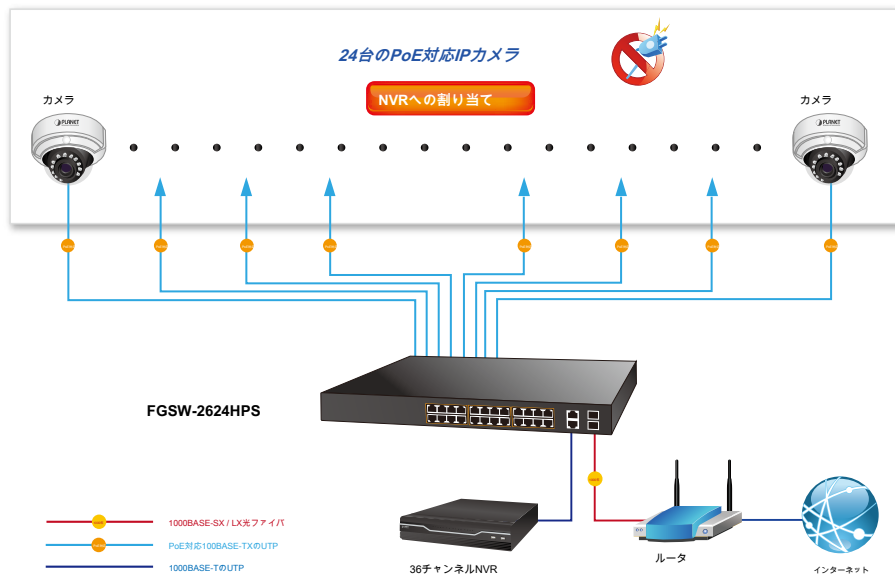 24台のPoE対応IPカメラ
NVRへの割り当て
カメラ
カメラ
PLANET
PLANET
FGSW-2624HPS
1000BASE-SX / LX光ファイバ
PoE対応100BASE-TXのUTP
1000BASE-TのUTP
36チャンネルNVR
ルータ
インターネット